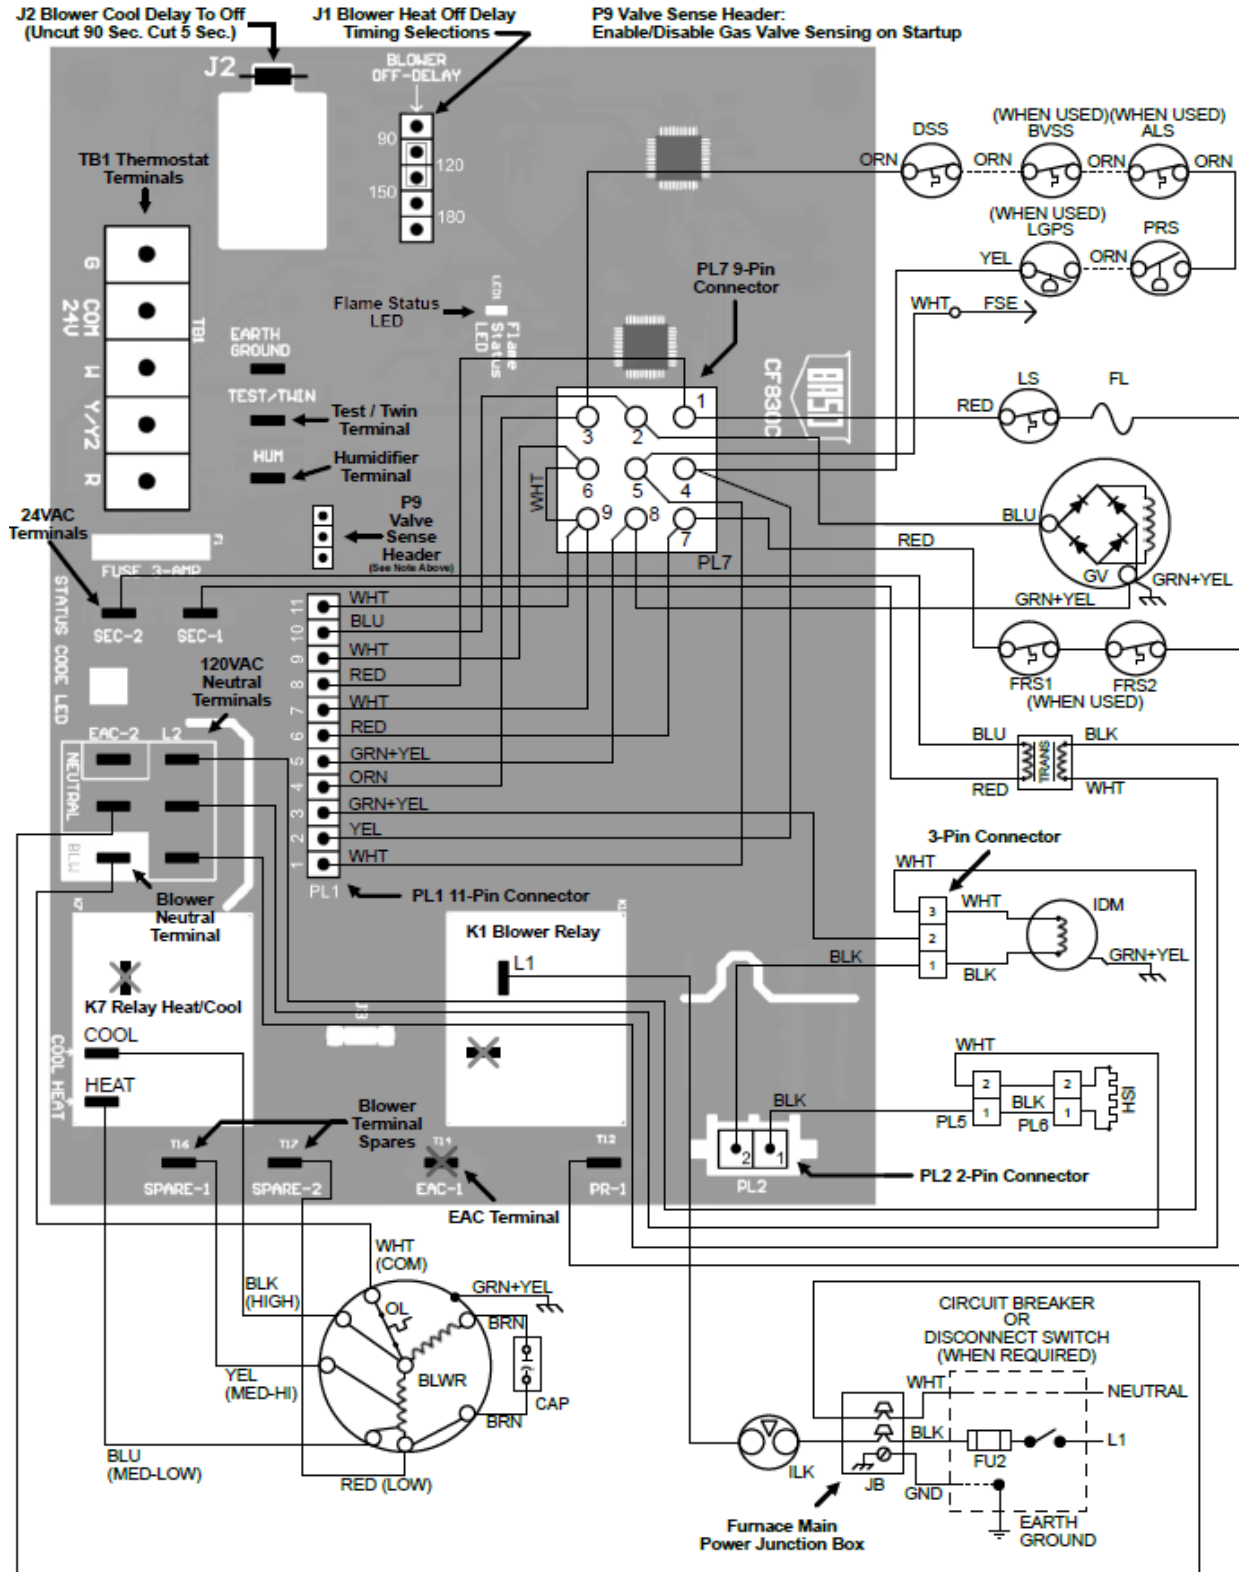 J2 Blower Cool Delay To Off
(Uncut 90 Sec. Cut 5 Sec.)
J1 Blower Heat Off Delay
Timing Selections
P9 Valve Sense Header:
Enable/Disable Gas Valve Sensing on Startup
J2
BLOWER
OFF-DELAY
90
120
150
180
TB1 Thermostat
Terminals
G
COM
24V
W
Y/Y2
R
TB1
EARTH
GROUND
TEST/TWIN
HUM
Flame Status
LED
LED1
Flame
Status
LED
Test / Twin
Terminal
Humidifier
Terminal
P9
Valve
Sense
Header
(See Note Above)
PL7 9-Pin
Connector
CF830C
CSA
US
3
2
1
6
5
4
9
8
7
WHT
PL7
(WHEN USED)
(WHEN USED)
DSS
BVSS
ALS
ORN
ORN
ORN
ORN
(WHEN USED)
LGPS
PRS
YEL
ORN
WHT
FSE
LS
FL
RED
BLU
GV
GRN+YEL
GRN+YEL
RED
FRS1
FRS2
(WHEN USED)
BLU
TRANS
BLK
RED
WHT
24VAC
Terminals
FUSE 3-AMP
SEC-2
SEC-1
STATUS CODE LED
120VAC
Neutral
Terminals
EAC-2
L2
NEUTRAL
BLW
Blower
Neutral
Terminal
11
WHT
10
BLU
9
WHT
8
RED
7
WHT
6
RED
5
GRN+YEL
4
ORN
3
GRN+YEL
2
YEL
1
WHT
PL1
PL1 11-Pin Connector
3-Pin Connector
WHT
3
WHT
IDM
2
BLK
1
BLK
GRN+YEL
K7
K7 Relay Heat/Cool
COOL
HEAT
COOL HEAT
K1
K1 Blower Relay
L1
Blower
Terminal
Spares
T16
SPARE-1
T17
SPARE-2
T14
EAC-1
T12
PR-1
EAC Terminal
WHT
2
2
BLK
BLK
1
1
PL5
PL6
HSI
2
1
PL2
PL2 2-Pin Connector
WHT
(COM)
BLK
(HIGH)
OL
GRN+YEL
BRN
YEL
(MED-HI)
BLWR
CAP
BRN
BLU
(MED-LOW)
RED (LOW)
CIRCUIT BREAKER
OR
DISCONNECT SWITCH
(WHEN REQUIRED)
WHT
NEUTRAL
BLK
L1
FU2
ILK
JB
GND
Furnace Main
Power Junction Box
EARTH
GROUND